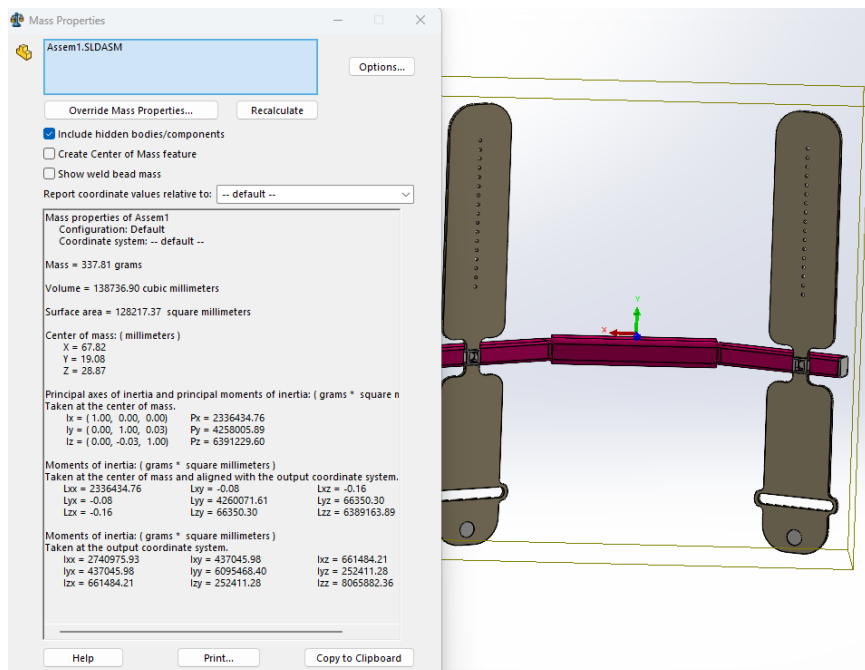 Mass Properties
Assem1.SLDASM
Options...
Override Mass Properties...
Recalculate
Include hidden bodies/components
Create Center of Mass feature
Show weld bead mass
Report coordinate values relative to:
-- default --
Mass properties of Assem1
Configuration: Default
Coordinate system: -- default --
Mass = 337.81 grams
Volume = 138736.90 cubic millimeters
Surface area = 128217.37 square millimeters
Center of mass: ( millimeters )
X = 67.82
Y = 19.08
Z = 28.87
Principal axes of inertia and principal moments of inertia: ( grams * square n
Taken at the center of mass.
Ix = ( 1.00, 0.00, 0.00) Px = 2336434.76
Iy = ( 0.00, 1.00, 0.03) Py = 4258005.89
Iz = ( 0.00, -0.03, 1.00) Pz = 6391229.60
Moments of inertia: ( grams * square millimeters )
Taken at the center of mass and aligned with the output coordinate system.
Lxx = 2336434.76 Lxy = -0.08 Lxz = -0.16
Lyx = -0.08 Lyy = 4260071.61 Lyz = 66350.30
Lzx = -0.16 Lzy = 66350.30 Lzz = 6389163.89
Moments of inertia: ( grams * square millimeters )
Taken at the output coordinate system.
Ixx = 2740975.93 Ixy = 437045.98 Ixz = 661484.21
Iyx = 437045.98 Iyy = 6095468.40 Iyz = 252411.28
Izx = 661484.21 Izy = 252411.28 Izz = 8065882.36
Help
Print...
Copy to Clipboard
Y
X